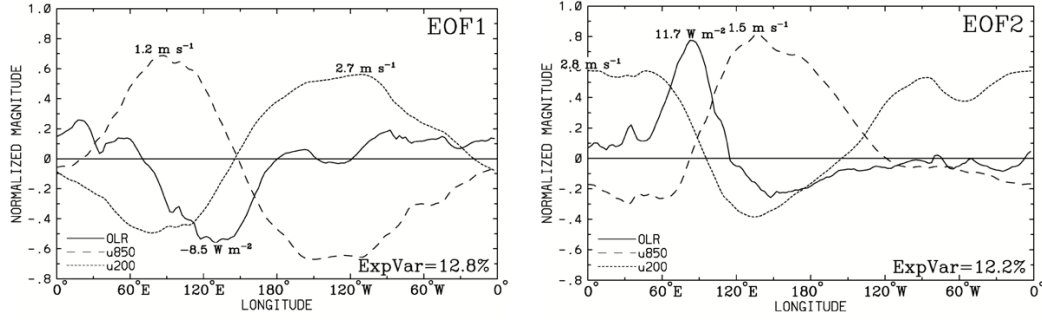 EOF1
NORMALIZED MAGNITUDE
1.0
.8
.6
.4
.2
0
-.2
-.4
-.6
-.8
1.2 m s⁻¹
2.7 m s⁻¹
-8.5 W m⁻²
OLR
u850
u200
ExpVar=12.8%
0° 60°E 120°E 180° 120°W 60°W 0°
LONGITUDE
EOF2
NORMALIZED MAGNITUDE
1.0
.8
.6
.4
.2
0
-.2
-.4
-.6
-.8
11.7 W m⁻²
1.5 m s⁻¹
2.8 m s⁻¹
OLR
u850
u200
ExpVar=12.2%
0° 60°E 120°E 180° 120°W 60°W 0°
LONGITUDE